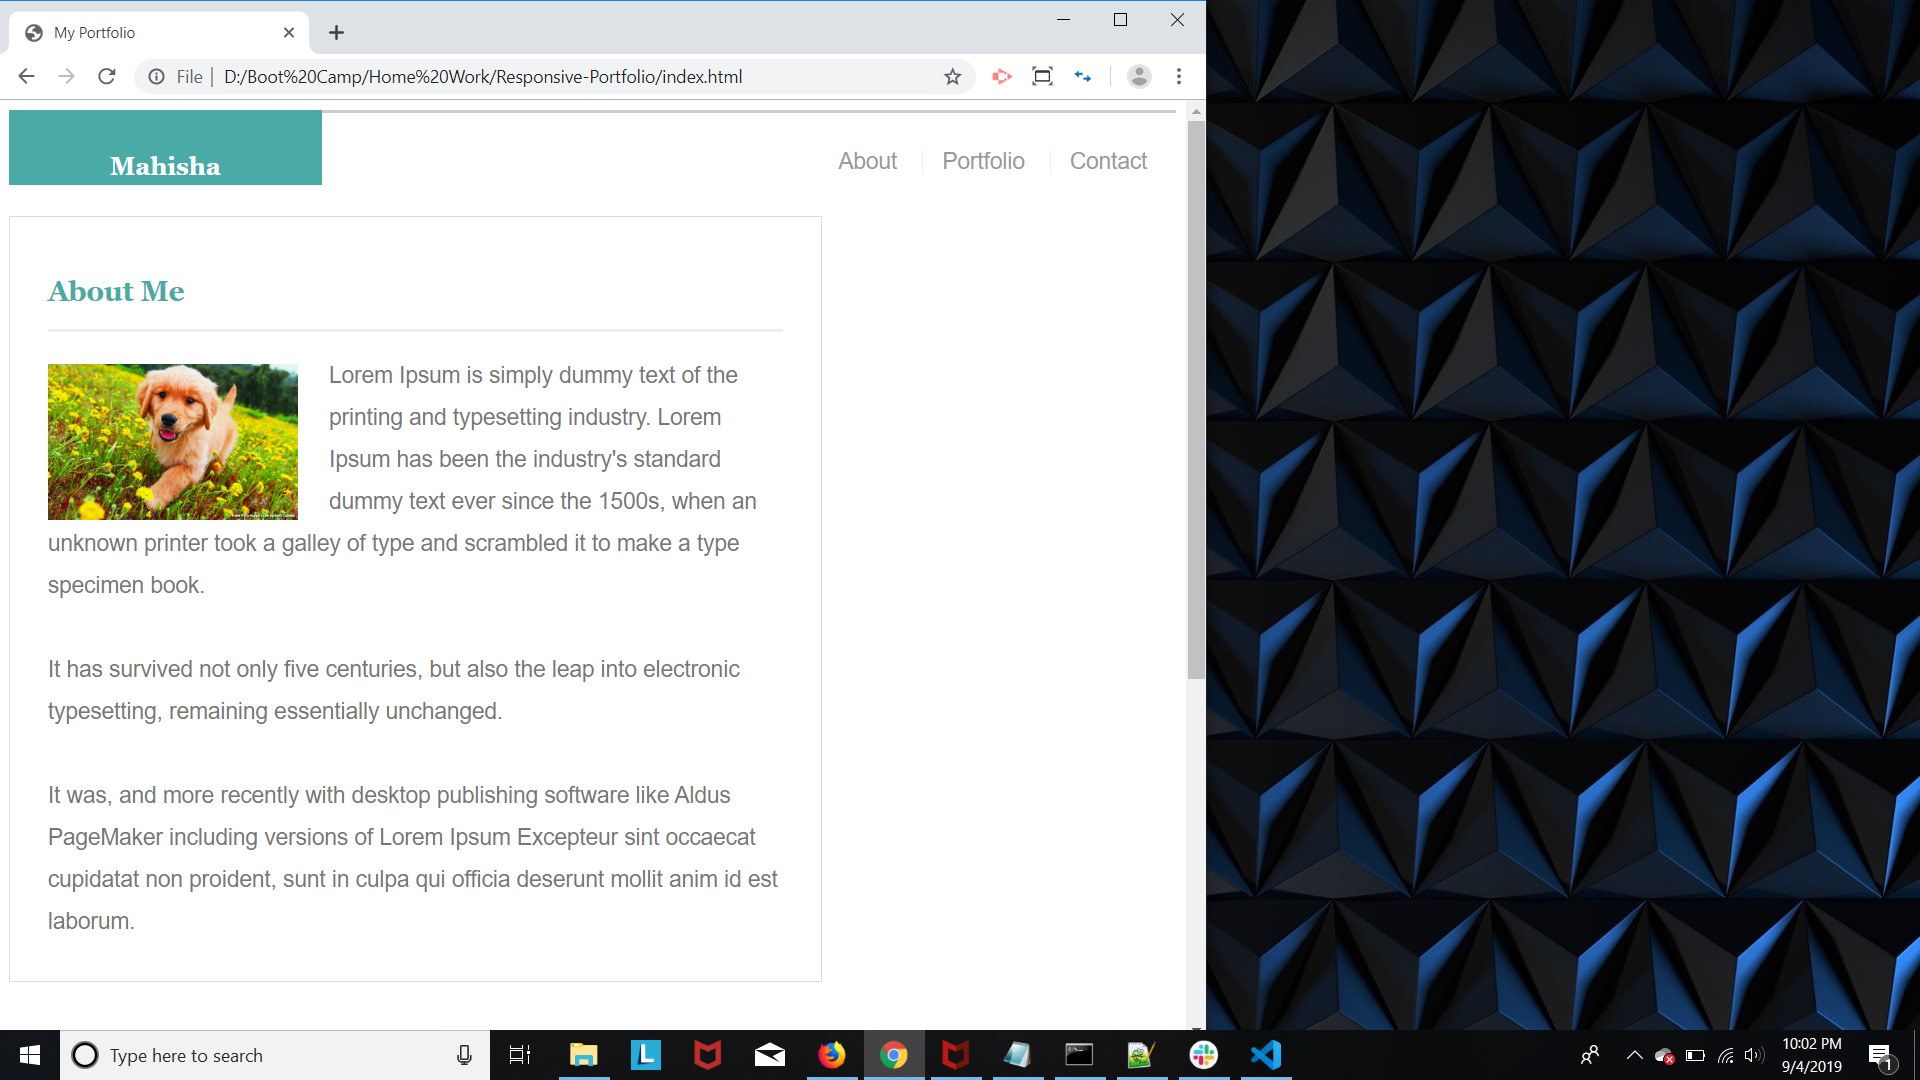 My Portfolio
File | D:/Boot%20Camp/Home%20Work/Responsive-Portfolio/index.html
Mahisha
About
Portfolio
Contact
About Me
Lorem Ipsum is simply dummy text of the
printing and typesetting industry. Lorem
Ipsum has been the industry's standard
dummy text ever since the 1500s, when an
unknown printer took a galley of type and scrambled it to make a type
specimen book.
It has survived not only five centuries, but also the leap into electronic
typesetting, remaining essentially unchanged.
It was, and more recently with desktop publishing software like Aldus
PageMaker including versions of Lorem Ipsum Excepteur sint occaecat
cupidatat non proident, sunt in culpa qui officia deserunt mollit anim id est
laborum.
Type here to search
L
10:02 PM
9/4/2019
1